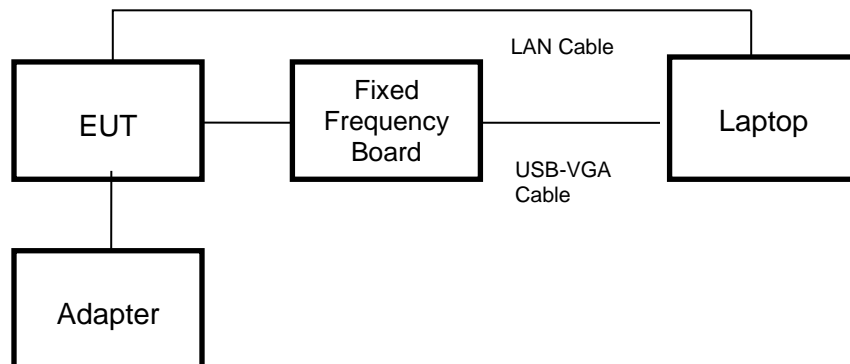 LAN Cable
EUT
Fixed
Frequency
Board
Laptop
USB-VGA
Cable
Adapter